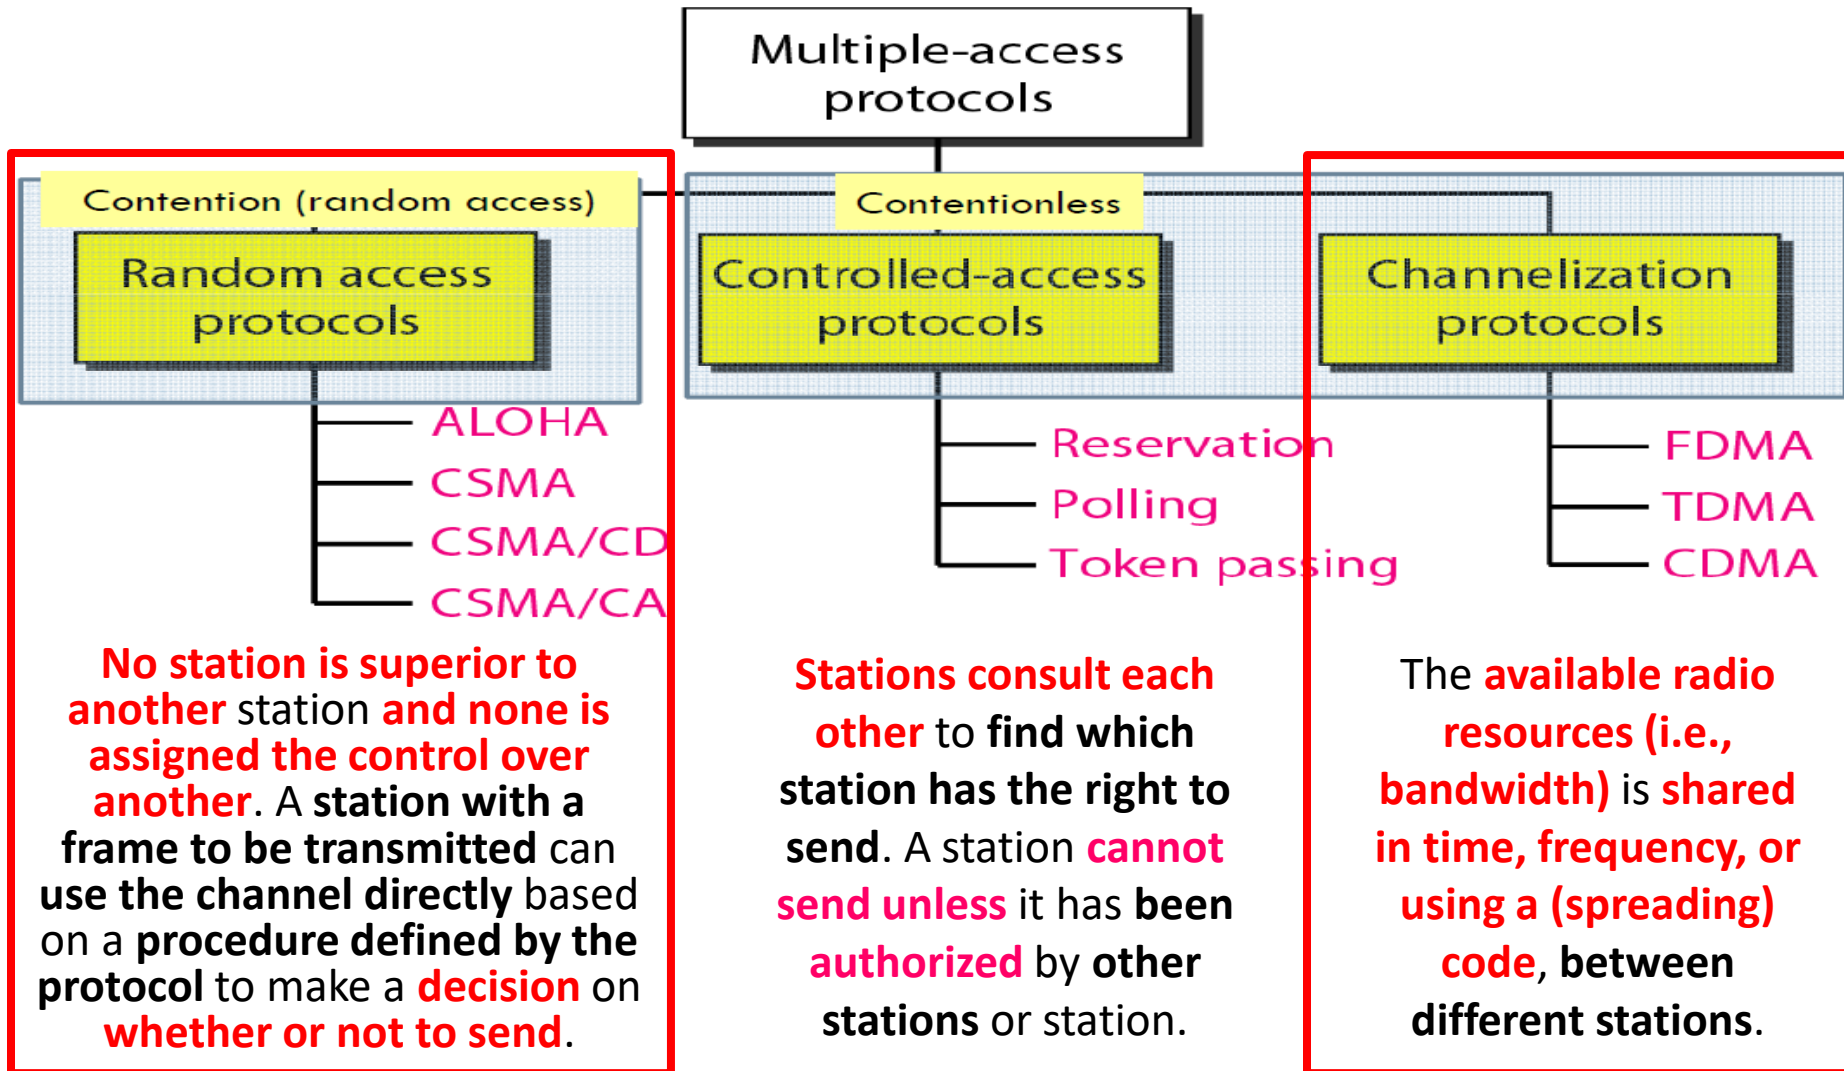 Multiple-access
protocols
Contention (random access)
Random access
protocols
ALOHA
CSMA
CSMA/CD
CSMA/CA
No station is superior to
another station and none is
assigned the control over
another. A station with a
frame to be transmitted can
use the channel directly based
on a procedure defined by the
protocol to make a decision on
whether or not to send.
Contentionless
Controlled-access
protocols
Reservation
Polling
Token passing
Stations consult each
other to find which
station has the right to
send. A station cannot
send unless it has been
authorized by other
stations or station.
Channelization
protocols
FDMA
TDMA
CDMA
The available radio
resources (i.e.,
bandwidth) is shared
in time, frequency, or
using a (spreading)
code, between
different stations.